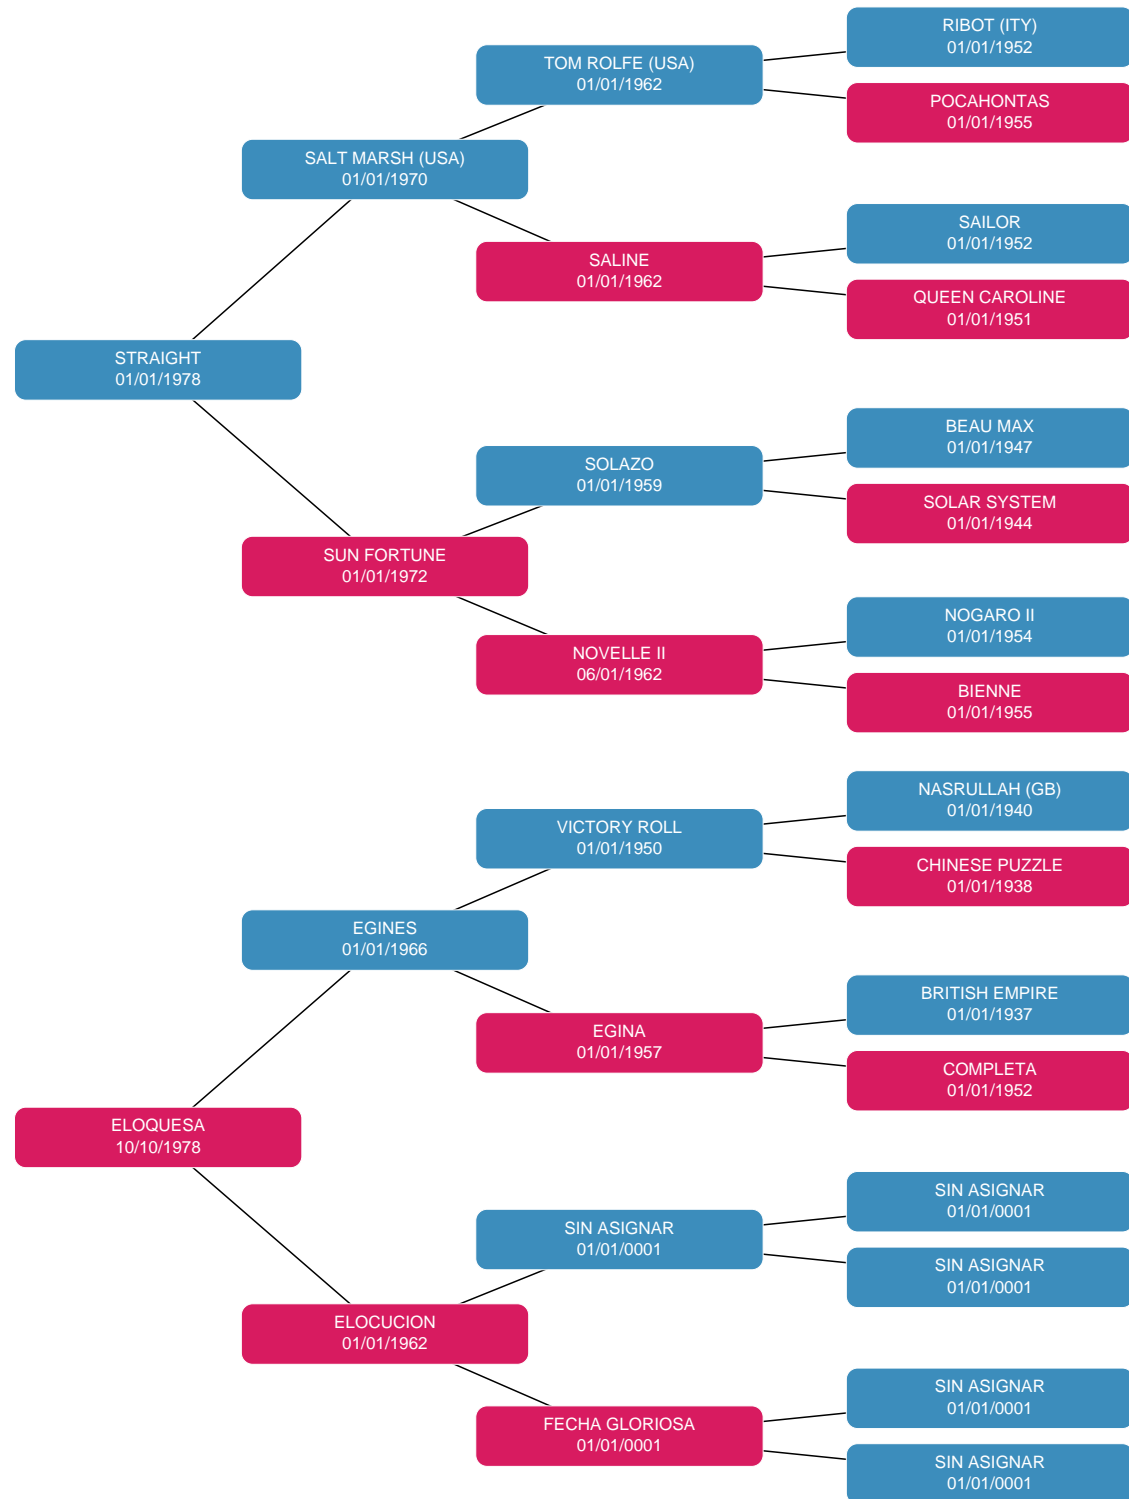 RIBOT (ITY)
01/01/1952
TOM ROLFE (USA)
01/01/1962
POCAHONTAS
01/01/1955
SALT MARSH (USA)
01/01/1970
SAILOR
01/01/1952
SALINE
01/01/1962
QUEEN CAROLINE
01/01/1951
STRAIGHT
01/01/1978
BEAU MAX
01/01/1947
SOLAZO
01/01/1959
SOLAR SYSTEM
01/01/1944
SUN FORTUNE
01/01/1972
NOGARO II
01/01/1954
NOVELLE II
06/01/1962
BIENNE
01/01/1955
NASRULLAH (GB)
01/01/1940
VICTORY ROLL
01/01/1950
CHINESE PUZZLE
01/01/1938
EGINES
01/01/1966
BRITISH EMPIRE
01/01/1937
EGINA
01/01/1957
COMPLETA
01/01/1952
ELOQUESA
10/10/1978
SIN ASIGNAR
01/01/0001
SIN ASIGNAR
01/01/0001
SIN ASIGNAR
01/01/0001
ELOCUCION
01/01/1962
SIN ASIGNAR
01/01/0001
FECHA GLORIOSA
01/01/0001
SIN ASIGNAR
01/01/0001